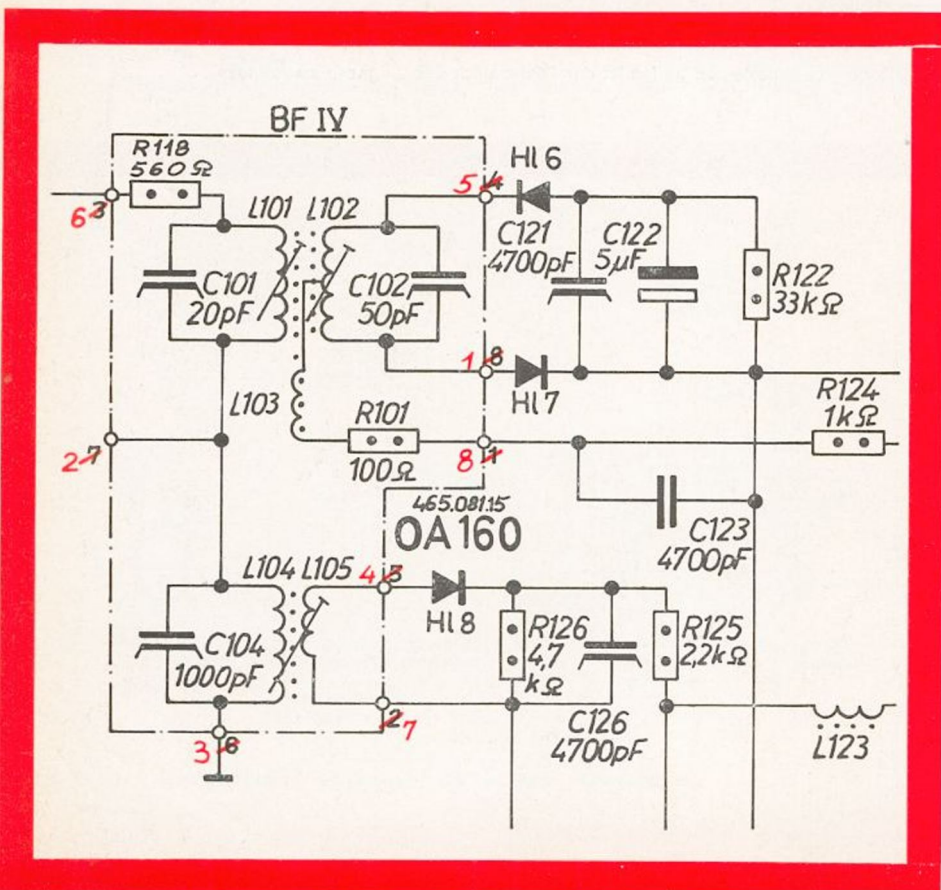 BF IV
R118
560 Ω
Hl 6
5 4
6 3
L101 L102
C121
4700pF
C122
5µF
C101
20pF
C102
50pF
R122
33kΩ
1 8
Hl 7
L103
R101
100Ω
R124
1kΩ
2 7
8 1
465.081.15
OA 160
C123
4700pF
L104 L105
4 5
Hl 8
C104
1000pF
R126
4,7
kΩ
R125
2,2kΩ
2 7
C126
4700pF
3 6
L123